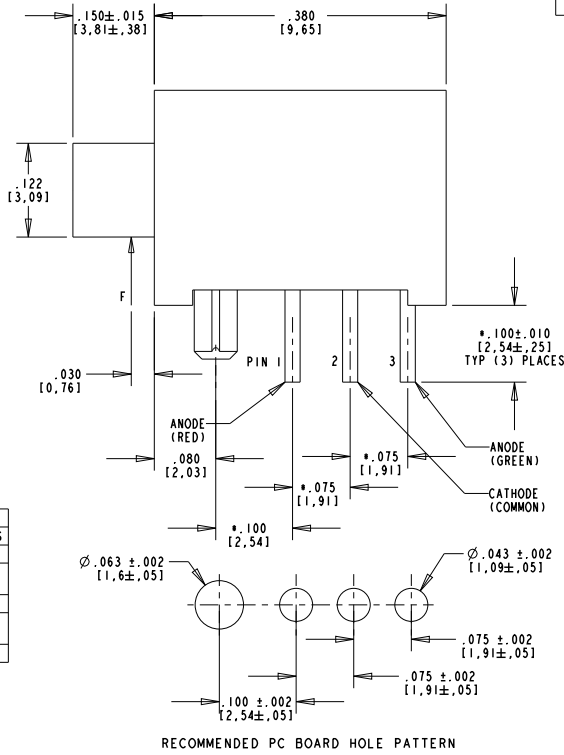 .150±.015
[3,81±,38]
.380
[9,65]
.122
[3,09]
F
.030
[0,76]
PIN 1
2
3
*.100±.010
[2,54±,25]
TYP (3) PLACES
ANODE
(RED)
ANODE
(GREEN)
.080
[2,03]
*.075
[1,91]
*.075
[1,91]
CATHODE
(COMMON)
*.100
[2,54]
S
Ø.063 ±.002
[1,6±,05]
Ø.043 ±.002
[1,09±,05]
.075 ±.002
[1,91±,05]
.075 ±.002
[1,91±,05]
.100 ±.002
[2,54±,05]
RECOMMENDED PC BOARD HOLE PATTERN